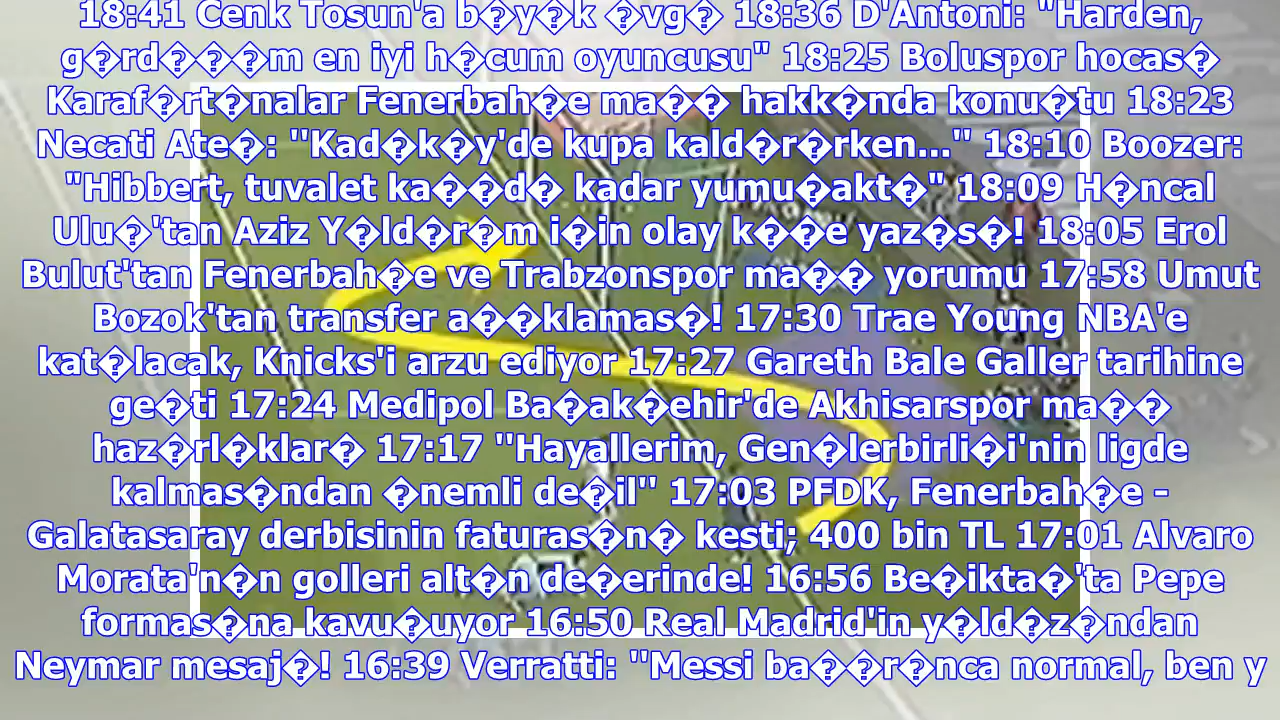 18:41 Cenk Tosun'a b�y�k �vg� 18:36 D'Antoni: "Harden,
g�rd���m en iyi h�cum oyuncusu" 18:25 Boluspor hocas�
Karaf�rt�nalar Fenerbah�e ma�� hakk�nda konu�tu 18:23
Necati Ate�: ''Kad�k�y'de kupa kald�r�rken...'' 18:10 Boozer:
"Hibbert, tuvalet ka��d� kadar yumu�akt�" 18:09 H�ncal
Ulu�'tan Aziz Y�ld�r�m i�in olay k��e yaz�s�! 18:05 Erol
Bulut'tan Fenerbah�e ve Trabzonspor ma�� yorumu 17:58 Umut
Bozok'tan transfer a��klamas�! 17:30 Trae Young NBA'e
kat�lacak, Knicks'i arzu ediyor 17:27 Gareth Bale Galler tarihine
ge�ti 17:24 Medipol Ba�ak�ehir'de Akhisarspor ma��
haz�rl�klar� 17:17 ''Hayallerim, Gen�lerbirli�i'nin ligde
kalmas�ndan �nemli de�il'' 17:03 PFDK, Fenerbah�e -
Galatasaray derbisinin faturas�n� kesti; 400 bin TL 17:01 Alvaro
Morata'n�n golleri alt�n de�erinde! 16:56 Be�ikta�'ta Pepe
formas�na kavu�uyor 16:50 Real Madrid'in y�ld�z�ndan
Neymar mesaj�! 16:39 Verratti: ''Messi ba��r�nca normal, ben y